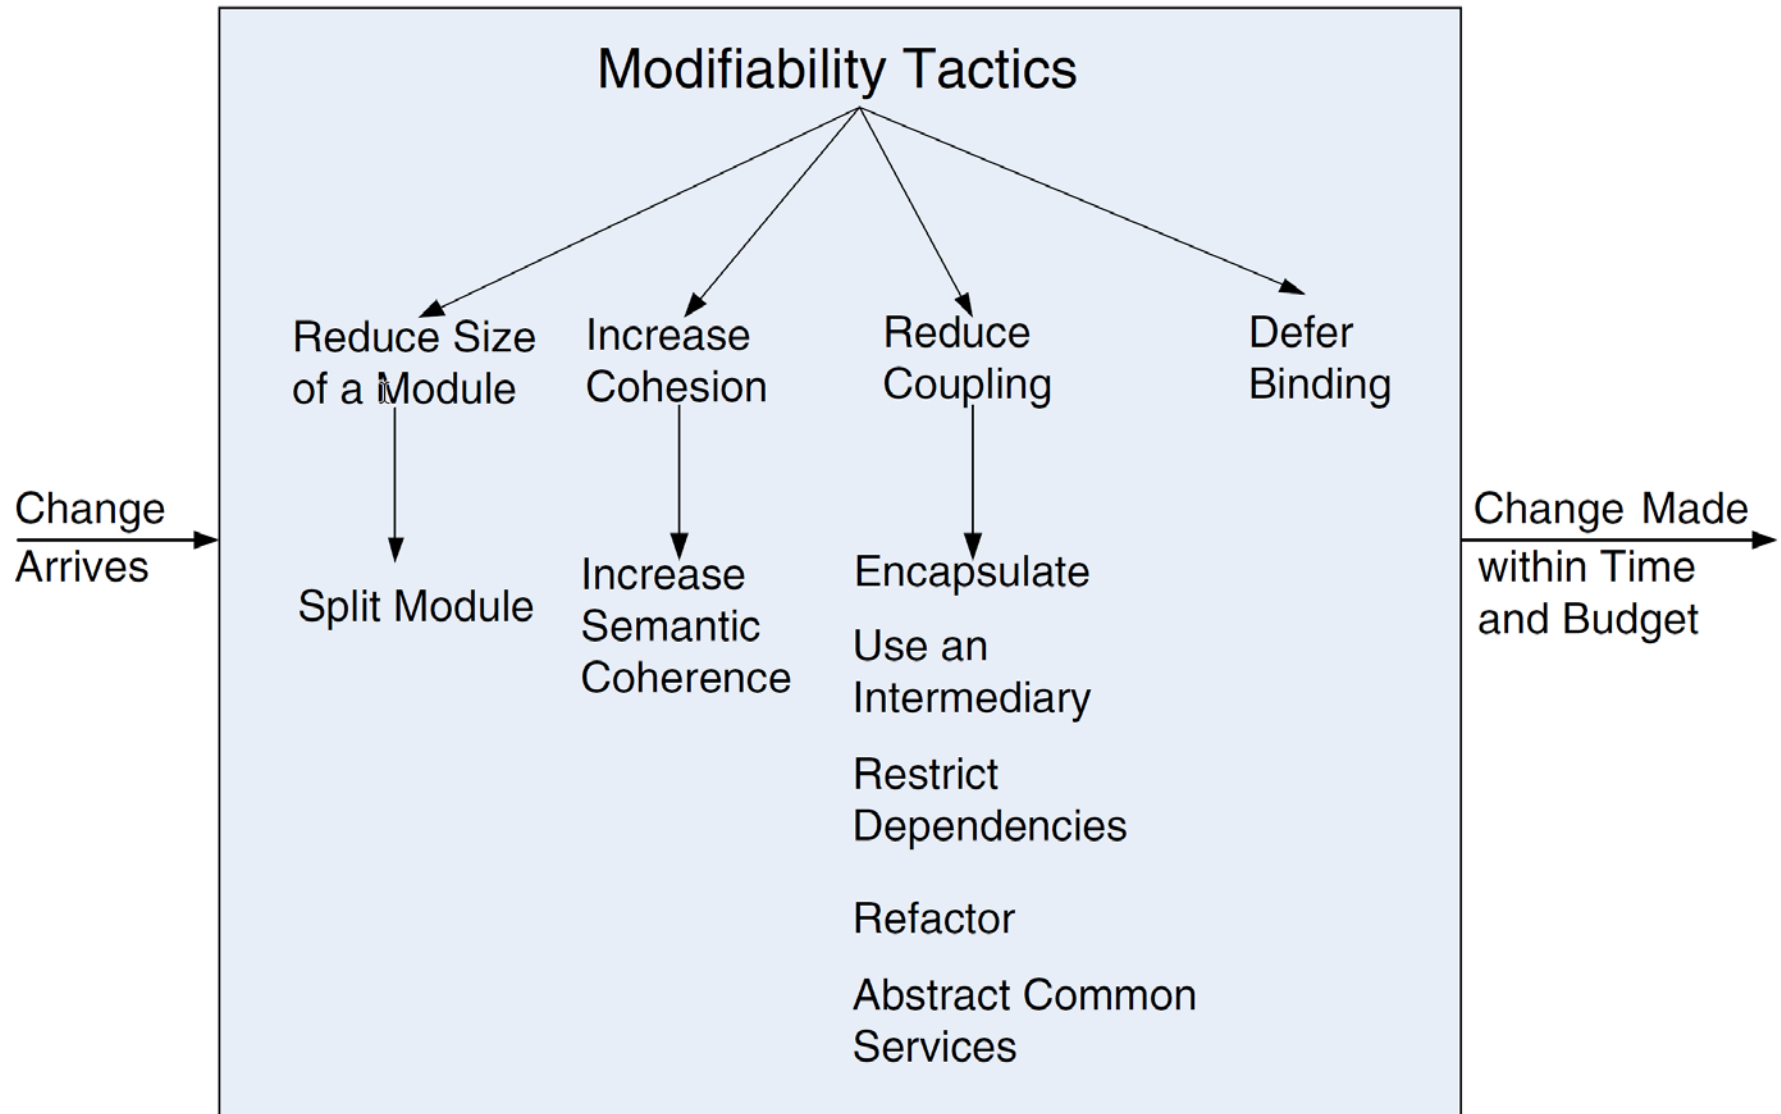 Modifiability Tactics
Reduce Size
of a Module
Increase
Cohesion
Reduce
Coupling
Defer
Binding
Change
Arrives
Split Module
Increase
Semantic
Coherence
Encapsulate
Use an
Intermediary
Restrict
Dependencies
Refactor
Abstract Common
Services
Change Made
within Time
and Budget